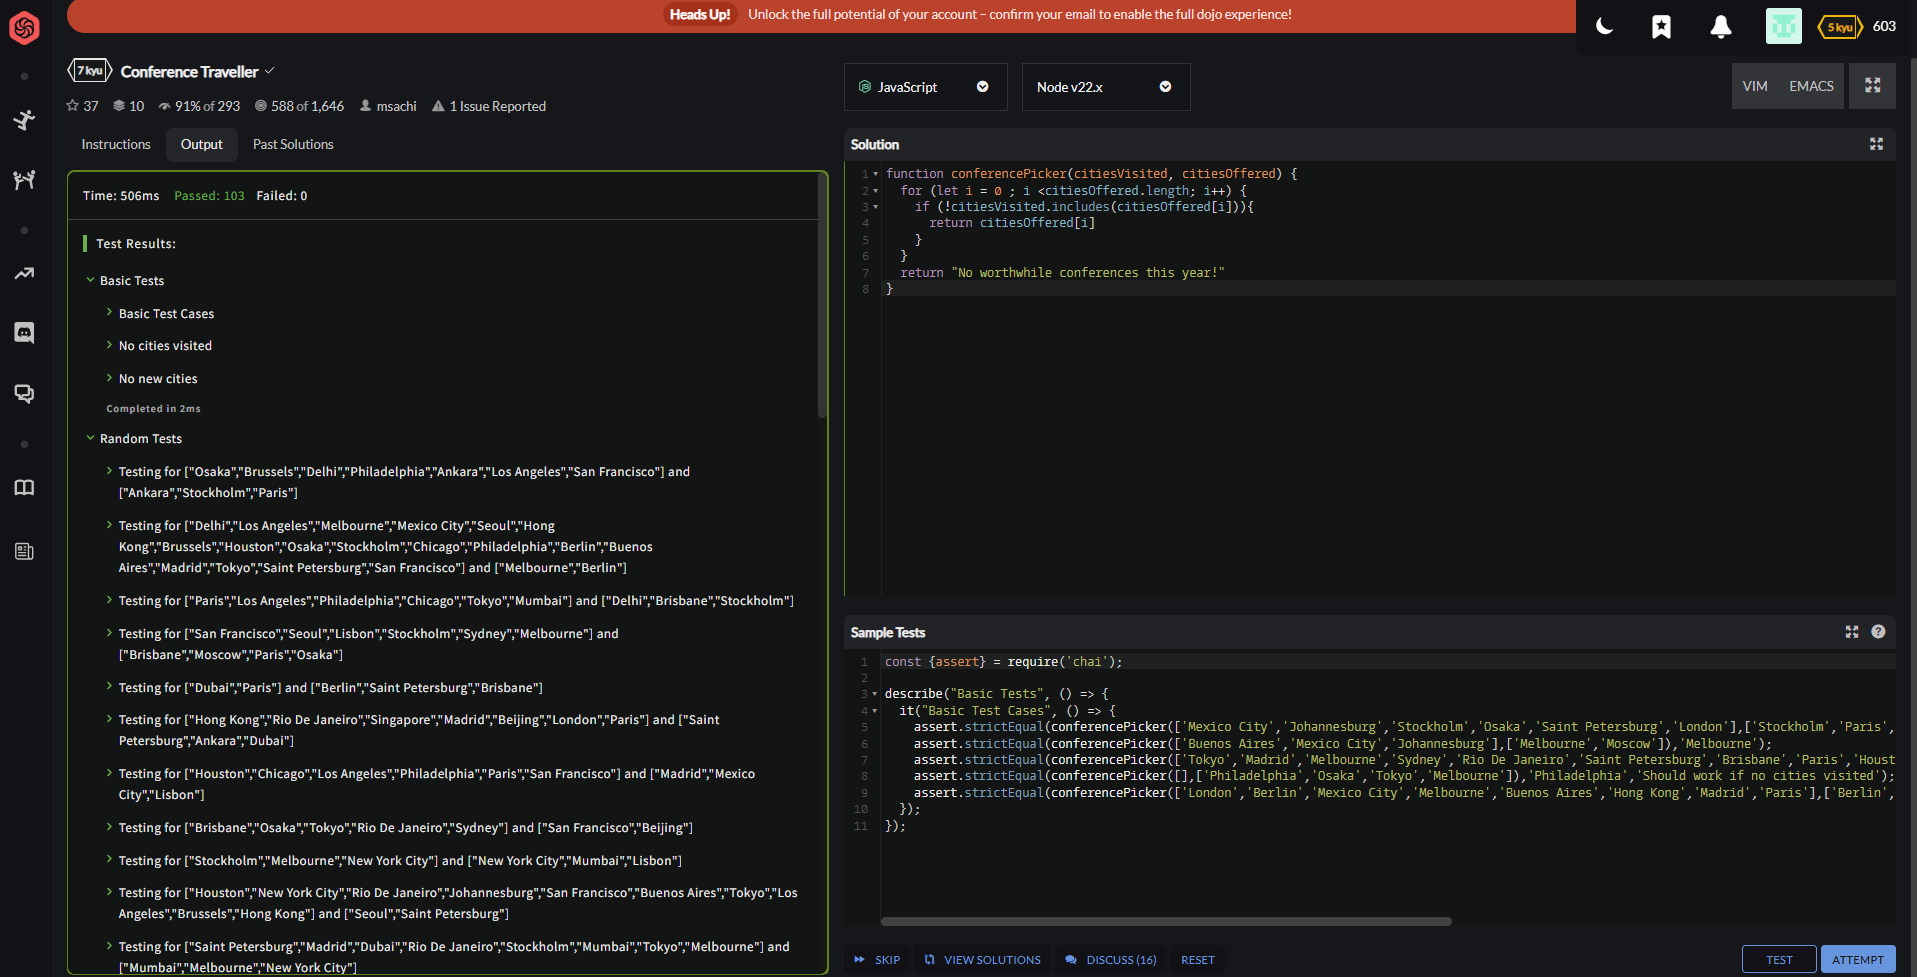 Heads Up! Unlock the full potential of your account – confirm your email to enable the full dojo experience!
5 kyu 603
7 kyu Conference Traveller
37 10 91% of 293 588 of 1,646 msachi 1 Issue Reported
Instructions Output Past Solutions
Time: 506ms Passed: 103 Failed: 0
Test Results:
Basic Tests
Basic Test Cases
No cities visited
No new cities
Completed in 2ms
Random Tests
Testing for ["Osaka","Brussels","Delhi","Philadelphia","Ankara","Los Angeles","San Francisco"] and
["Ankara","Stockholm","Paris"]
Testing for ["Delhi","Los Angeles","Melbourne","Mexico City","Seoul","Hong
Kong","Brussels","Houston","Osaka","Stockholm","Chicago","Philadelphia","Berlin","Buenos
Aires","Madrid","Tokyo","Saint Petersburg","San Francisco"] and ["Melbourne","Berlin"]
Testing for ["Paris","Los Angeles","Philadelphia","Chicago","Tokyo","Mumbai"] and ["Delhi","Brisbane","Stockholm"]
Testing for ["San Francisco","Seoul","Lisbon","Stockholm","Sydney","Melbourne"] and
["Brisbane","Moscow","Paris","Osaka"]
Testing for ["Dubai","Paris"] and ["Berlin","Saint Petersburg","Brisbane"]
Testing for ["Hong Kong","Rio De Janeiro","Singapore","Madrid","Beijing","London","Paris"] and ["Saint
Petersburg","Ankara","Dubai"]
Testing for ["Houston","Chicago","Los Angeles","Philadelphia","Paris","San Francisco"] and ["Madrid","Mexico
City","Lisbon"]
Testing for ["Brisbane","Osaka","Tokyo","Rio De Janeiro","Sydney"] and ["San Francisco","Beijing"]
Testing for ["Stockholm","Melbourne","New York City"] and ["New York City","Mumbai","Lisbon"]
Testing for ["Houston","New York City","Rio De Janeiro","Johannesburg","San Francisco","Buenos Aires","Tokyo","Los
Angeles","Brussels","Hong Kong"] and ["Seoul","Saint Petersburg"]
Testing for ["Saint Petersburg","Madrid","Dubai","Rio De Janeiro","Stockholm","Mumbai","Tokyo","Melbourne"] and
["Mumbai","Melbourne","New York City"]
JavaScript Node v22.x VIM EMACS
Solution
1 function conferencePicker(citiesVisited, citiesOffered) {
2 for (let i = 0 ; i <citiesOffered.length; i++) {
3 if (!citiesVisited.includes(citiesOffered[i])){
4 return citiesOffered[i]
5 }
6 }
7 return "No worthwhile conferences this year!"
8 }
Sample Tests
1 const {assert} = require('chai');
2
3 describe("Basic Tests", () => {
4 it("Basic Test Cases", () => {
5 assert.strictEqual(conferencePicker(['Mexico City','Johannesburg','Stockholm','Osaka','Saint Petersburg','London'],['Stockholm','Paris',
6 assert.strictEqual(conferencePicker(['Buenos Aires','Mexico City','Johannesburg'],['Melbourne','Moscow']),'Melbourne');
7 assert.strictEqual(conferencePicker(['Tokyo','Madrid','Melbourne','Sydney','Rio De Janeiro','Saint Petersburg','Brisbane','Paris','Houst
8 assert.strictEqual(conferencePicker([],['Philadelphia','Osaka','Tokyo','Melbourne']),'Philadelphia','Should work if no cities visited');
9 assert.strictEqual(conferencePicker(['London','Berlin','Mexico City','Melbourne','Buenos Aires','Hong Kong','Madrid','Paris'],['Berlin',
10 });
11 });
SKIP VIEW SOLUTIONS DISCUSS (16) RESET TEST ATTEMPT